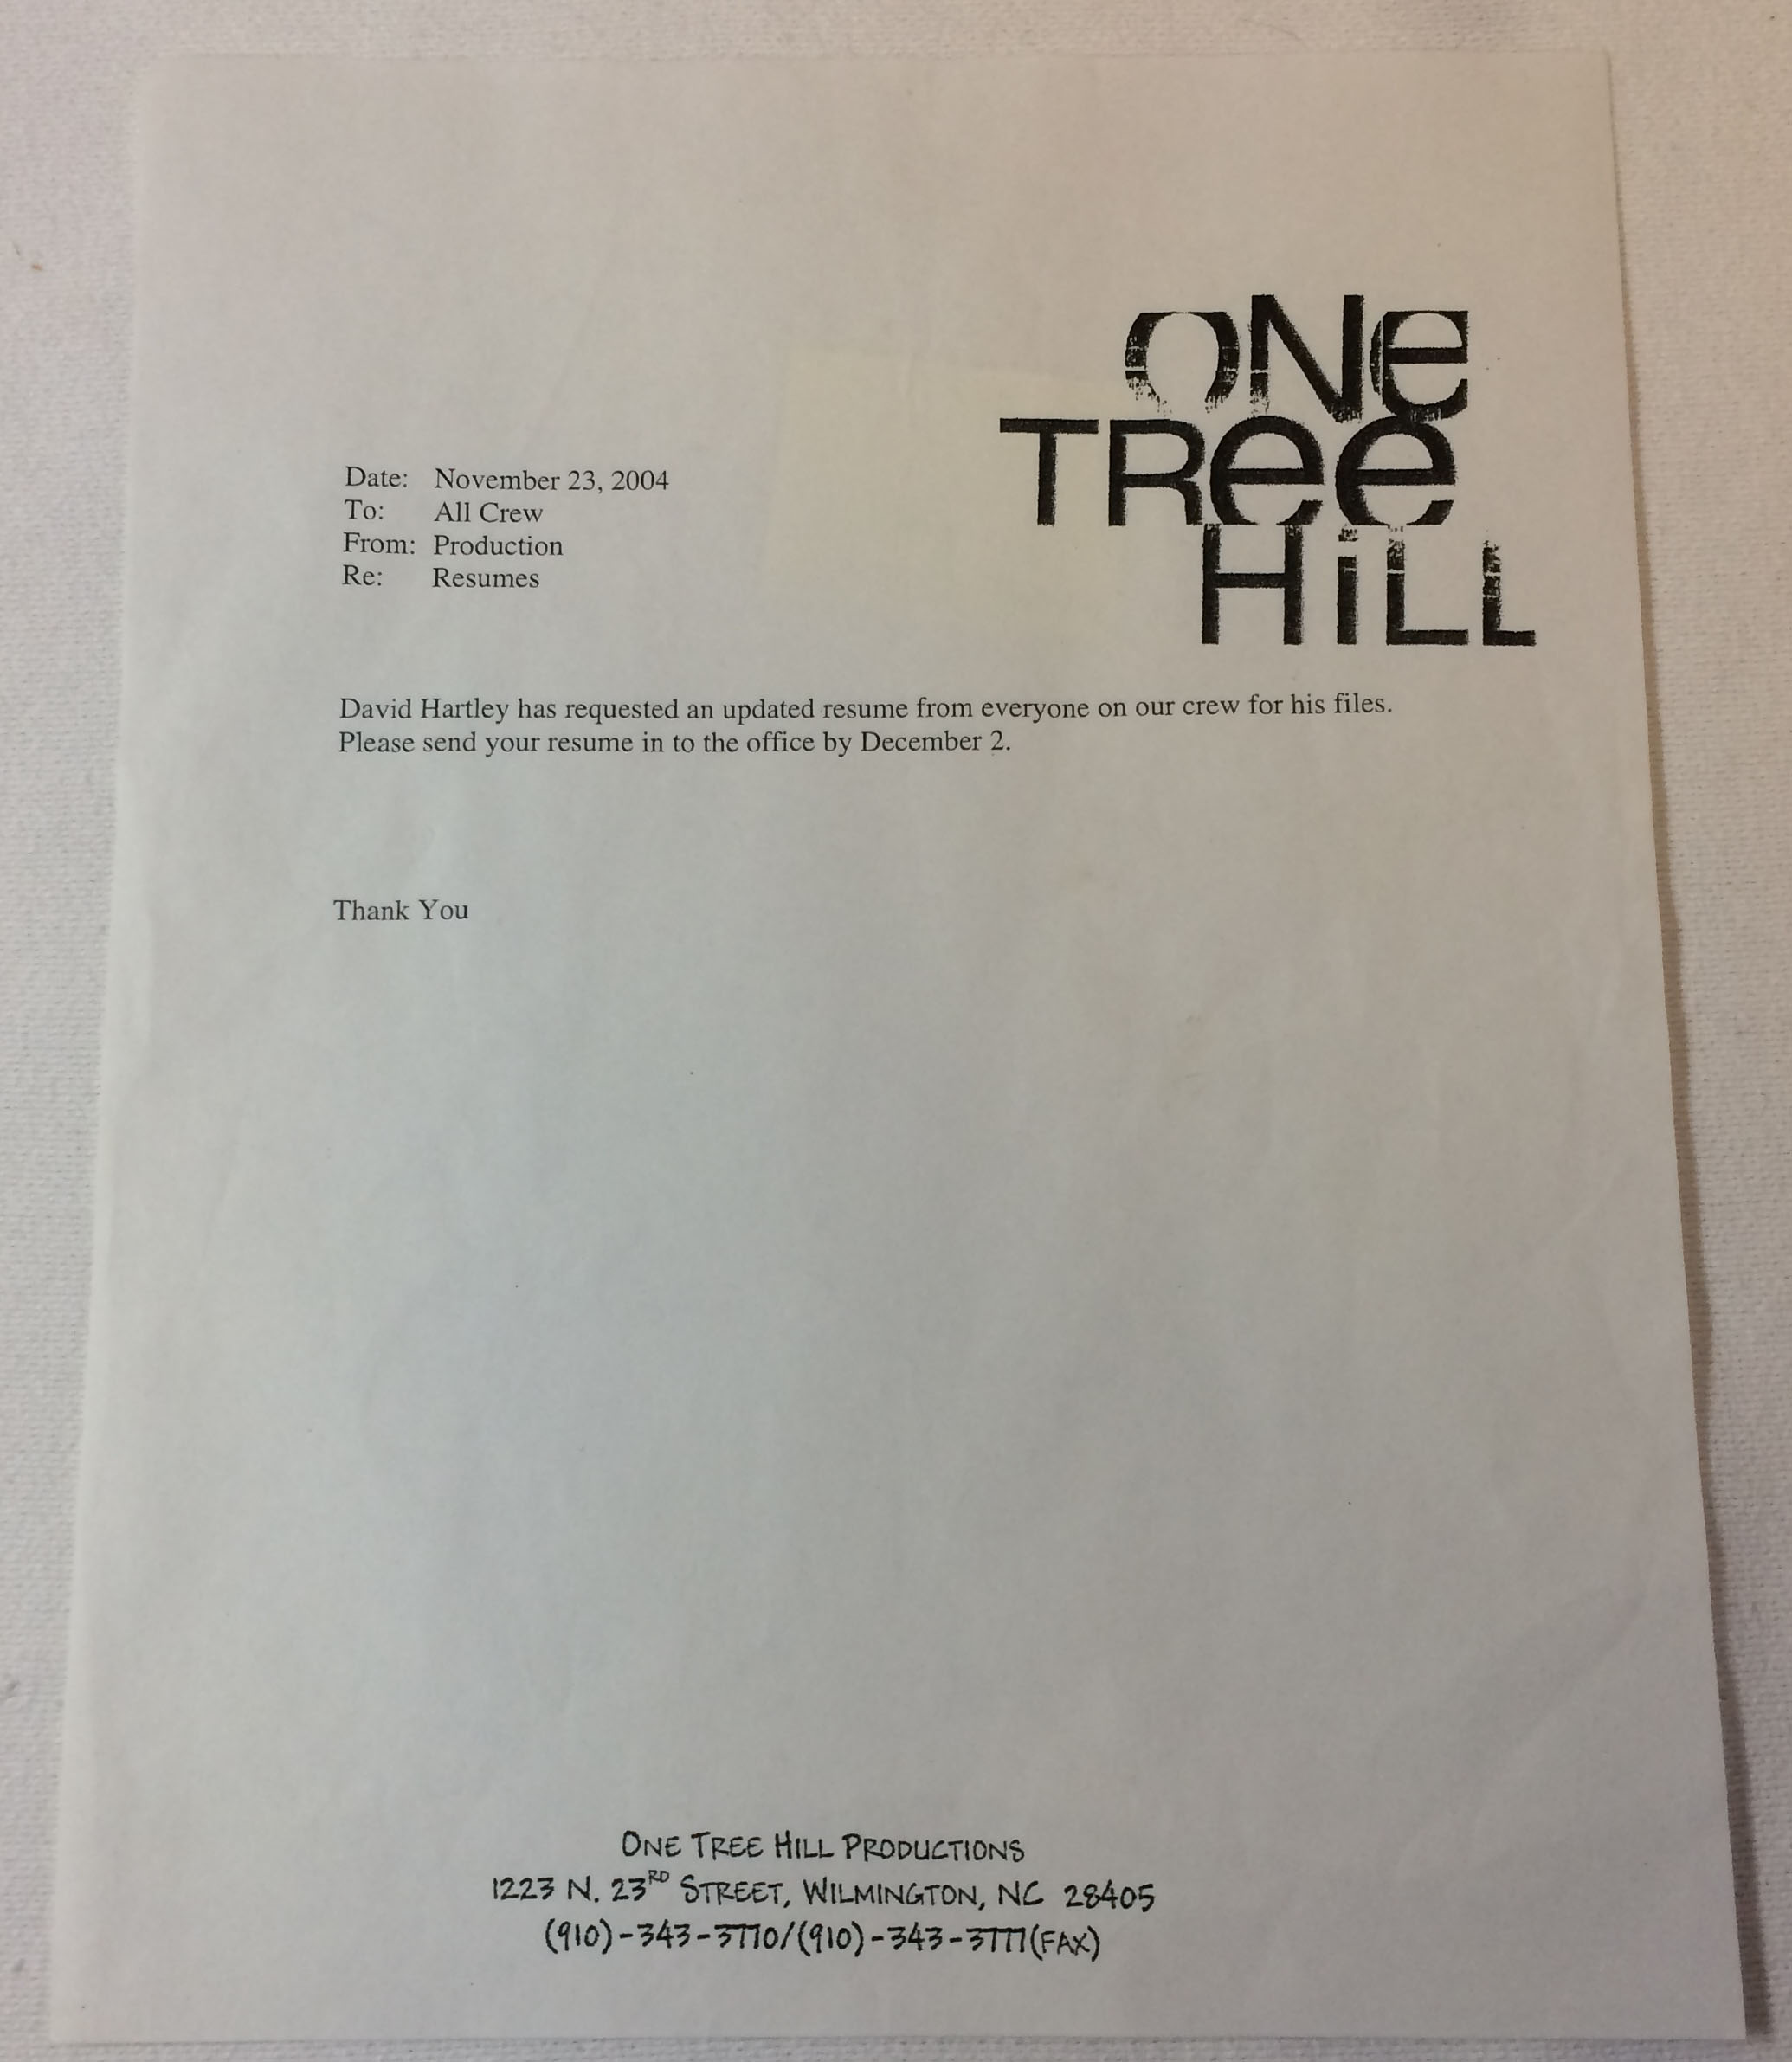 ONe
TRee
HiLL
Date: November 23, 2004
To: All Crew
From: Production
Re: Resumes
David Hartley has requested an updated resume from everyone on our crew for his files.
Please send your resume in to the office by December 2.
Thank You
ONE TREE HILL PRODUCTIONS
1223 N. 23RD STREET, WILMINGTON, NC 28405
(910)-343-3770/(910)-343-3777(FAX)